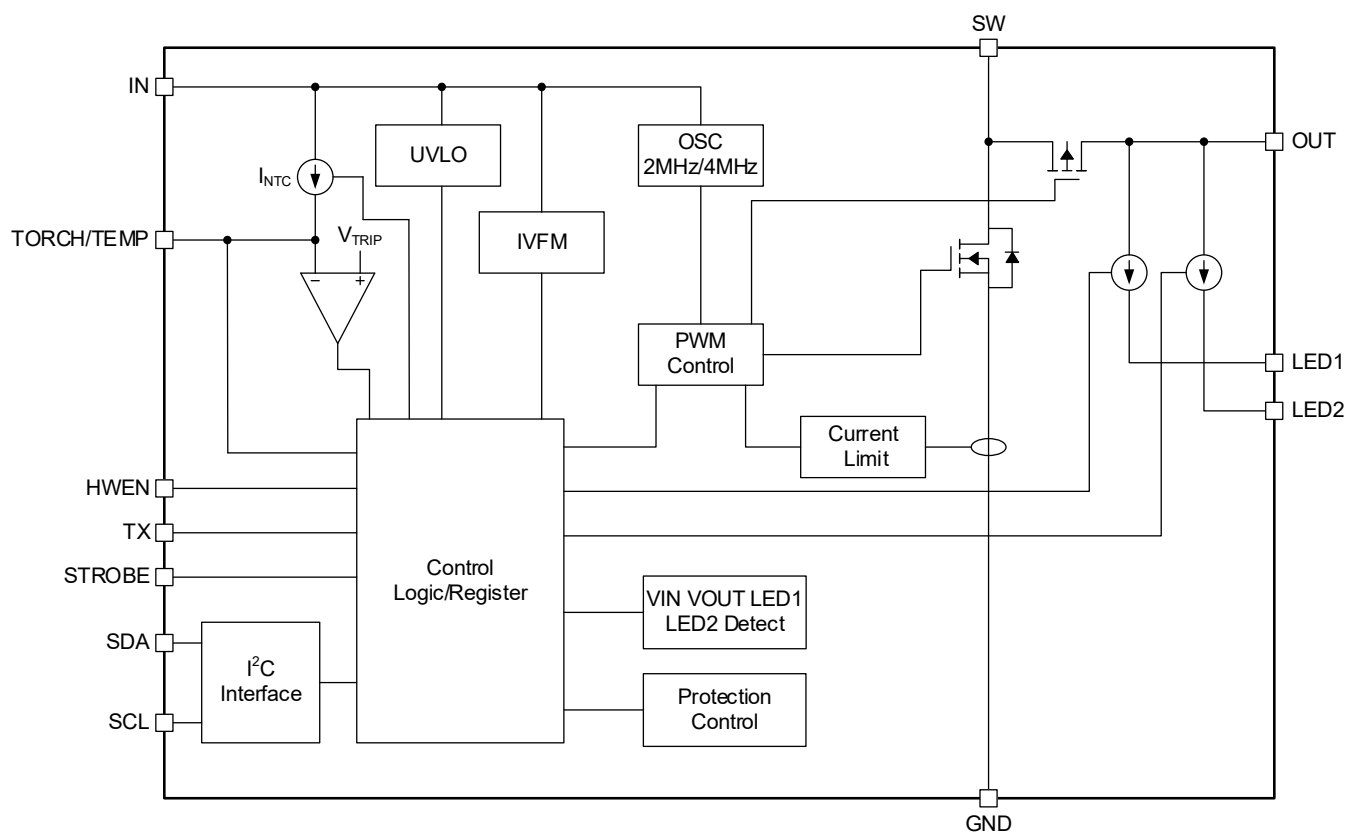 SW
IN
OSC
2MHz/4MHz
UVLO
OUT
INTC
IVFM
TORCH/TEMP
VTRIP
− +
PWM
Control
LED1
LED2
Current
Limit
HWEN
TX
STROBE
Control
Logic/Register
VIN VOUT LED1
LED2 Detect
SDA
I²C
Interface
SCL
Protection
Control
GND